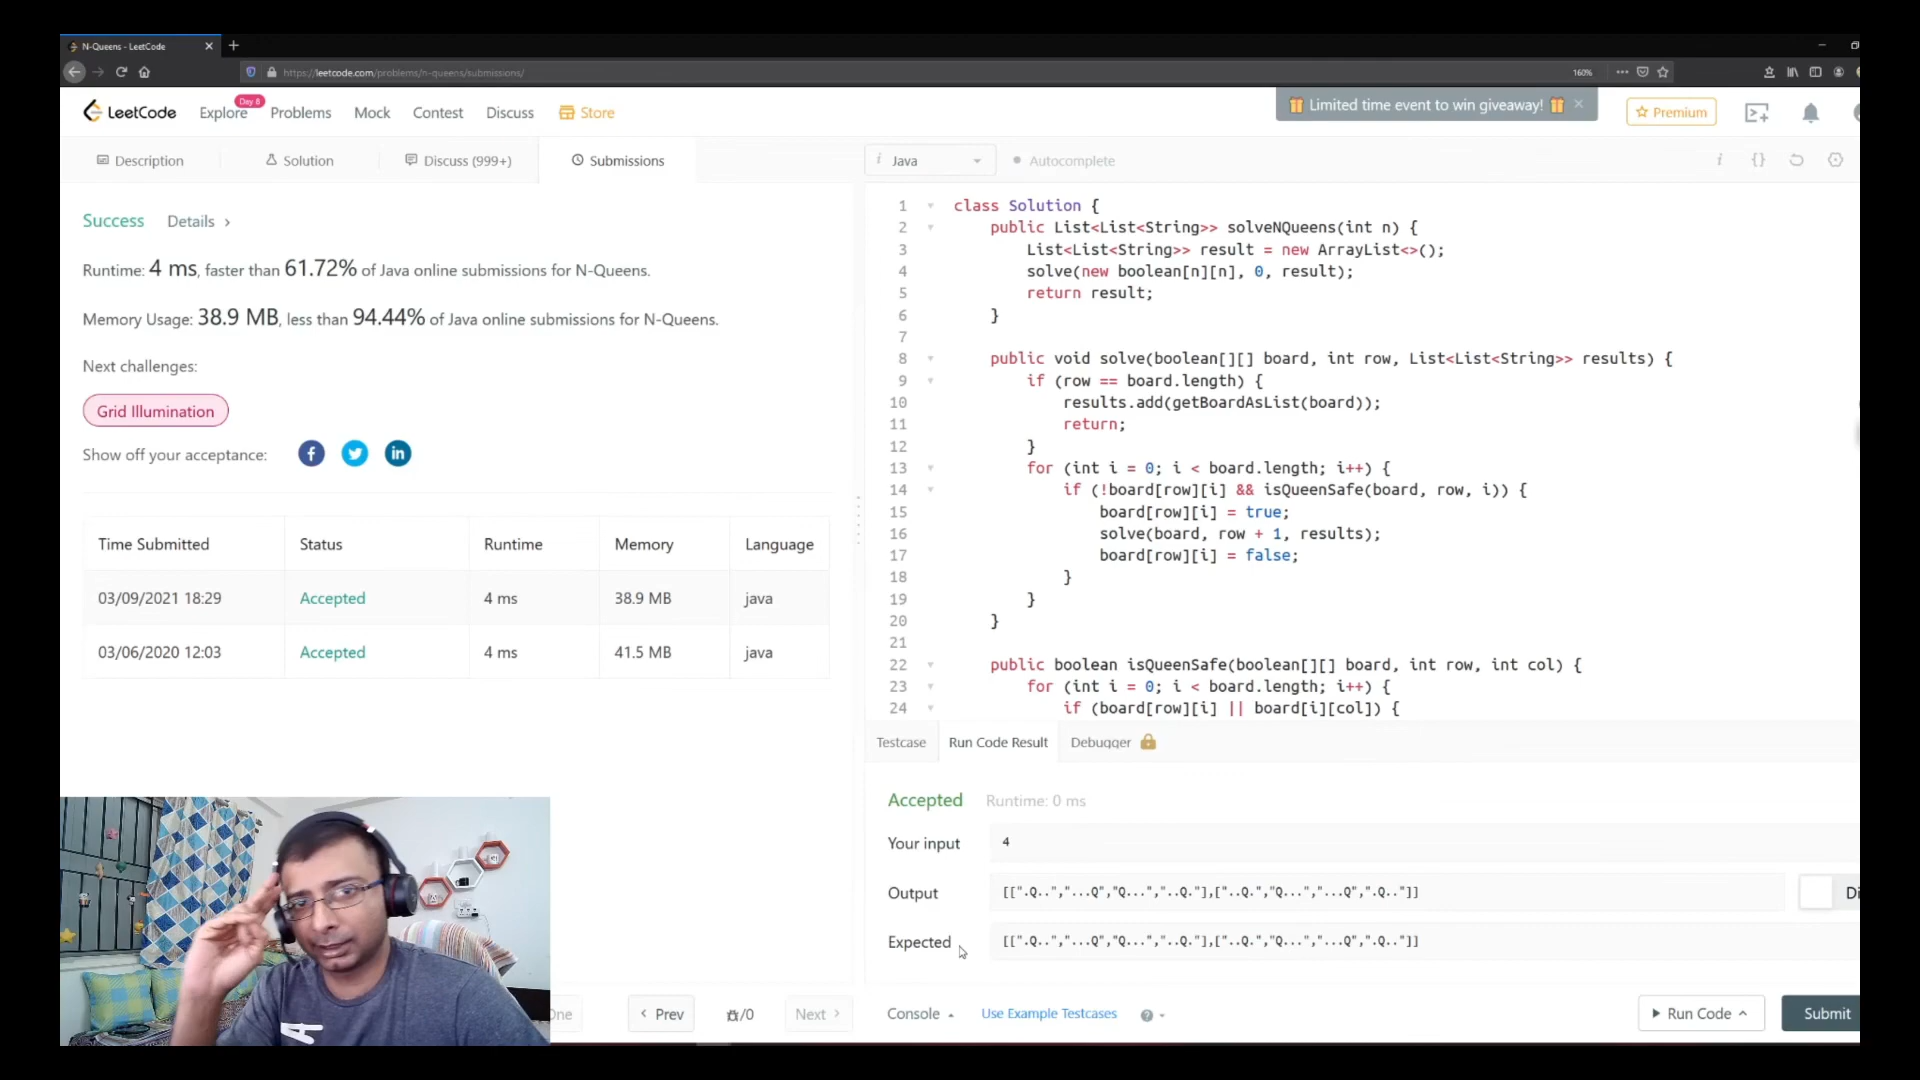 N-Queens - LeetCode
https://leetcode.com/problems/n-queens/submissions/
160%
LeetCode
Explore
Day 8
Problems
Mock
Contest
Discuss
Store
Limited time event to win giveaway!
Premium
Description
Solution
Discuss (999+)
Submissions
i Java
Autocomplete
i {}
Success
Details
Runtime: 4 ms, faster than 61.72% of Java online submissions for N-Queens.
Memory Usage: 38.9 MB, less than 94.44% of Java online submissions for N-Queens.
Next challenges:
Grid Illumination
Show off your acceptance:
Time Submitted Status Runtime Memory Language
03/09/2021 18:29 Accepted 4 ms 38.9 MB java
03/06/2020 12:03 Accepted 4 ms 41.5 MB java
1 class Solution {
2 public List<List<String>> solveNQueens(int n) {
3 List<List<String>> result = new ArrayList<>();
4 solve(new boolean[n][n], 0, result);
5 return result;
6 }
7
8 public void solve(boolean[][] board, int row, List<List<String>> results) {
9 if (row == board.length) {
10 results.add(getBoardAsList(board));
11 return;
12 }
13 for (int i = 0; i < board.length; i++) {
14 if (!board[row][i] && isQueenSafe(board, row, i)) {
15 board[row][i] = true;
16 solve(board, row + 1, results);
17 board[row][i] = false;
18 }
19 }
20 }
21
22 public boolean isQueenSafe(boolean[][] board, int row, int col) {
23 for (int i = 0; i < board.length; i++) {
24 if (board[row][i] || board[i][col]) {
Testcase
Run Code Result
Debugger
Accepted Runtime: 0 ms
Your input 4
Output [[".Q..","...Q","Q...","..Q."],["..Q.","Q...","...Q",".Q.."]]
Di
Expected [[".Q..","...Q","Q...","..Q."],["..Q.","Q...","...Q",".Q.."]]
Prev
/0
Next
Console
Use Example Testcases
Run Code
Submit